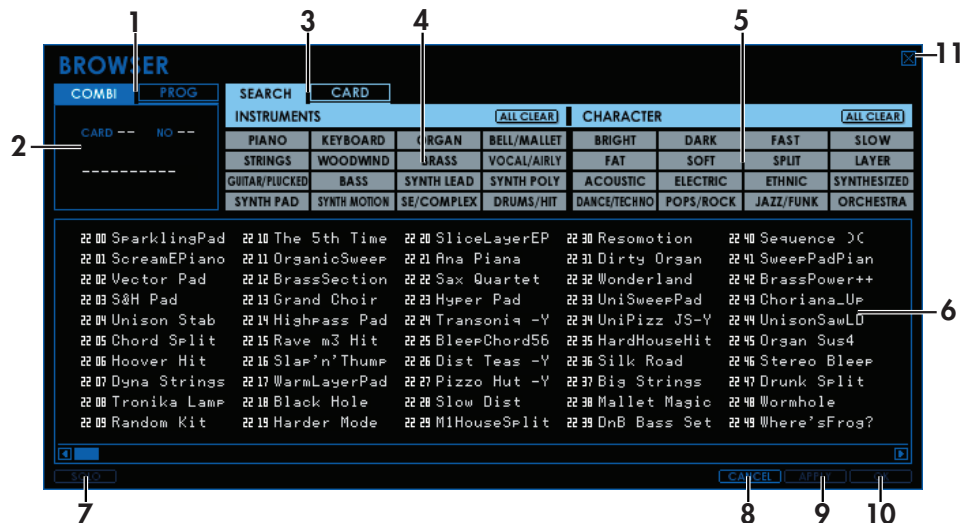 1 3 4 5
BROWSER 11
COMBI PROG SEARCH CARD
INSTRUMENTS ALL CLEAR CHARACTER ALL CLEAR
2 CARD -- NO --
----------
PIANO KEYBOARD ORGAN BELL/MALLET BRIGHT DARK FAST SLOW
STRINGS WOODWIND BRASS VOCAL/AIRLY FAT SOFT SPLIT LAYER
GUITAR/PLUCKED BASS SYNTH LEAD SYNTH POLY ACOUSTIC ELECTRIC ETHNIC SYNTHESIZED
SYNTH PAD SYNTH MOTION SE/COMPLEX DRUMS/HIT DANCE/TECHNO POPS/ROCK JAZZ/FUNK ORCHESTRA
22 00 SparklingPad 22 10 The 5th Time 22 20 SliceLayerEP 22 30 Resomotion 22 40 Sequence )(
22 01 ScreamEPiano 22 11 OrganicSweep 22 21 Ana Piana 22 31 Dirty Organ 22 41 SweepPadPian
22 02 Vector Pad 22 12 BrassSection 22 22 Sax Quartet 22 32 Wonderland 22 42 BrassPower++
22 03 S&H Pad 22 13 Grand Choir 22 23 Hyper Pad 22 33 UniSweepPad 22 43 Choriana_Up
22 04 Unison Stab 22 14 Highpass Pad 22 24 Transoniq -Y 22 34 UniPizz JS-Y 22 44 UnisonSawLD 6
22 05 Chord Split 22 15 Rave m3 Hit 22 25 BleepChord56 22 35 HardHouseHit 22 45 Organ Sus4
22 06 Hoover Hit 22 16 Slap'n'Thump 22 26 Dist Teas -Y 22 36 Silk Road 22 46 Stereo Bleep
22 07 Dyna Strings 22 17 WarmLayerPad 22 27 Pizzo Hut -Y 22 37 Big Strings 22 47 Drunk Split
22 08 Tronika Lamp 22 18 Black Hole 22 28 Slow Dist 22 38 Mallet Magic 22 48 Wormhole
22 09 Random Kit 22 19 Harder Mode 22 29 M1HouseSplit 22 39 DnB Bass Set 22 49 Where'sFrog?
SOLO CANCEL APPLY OK
7 8 9 10